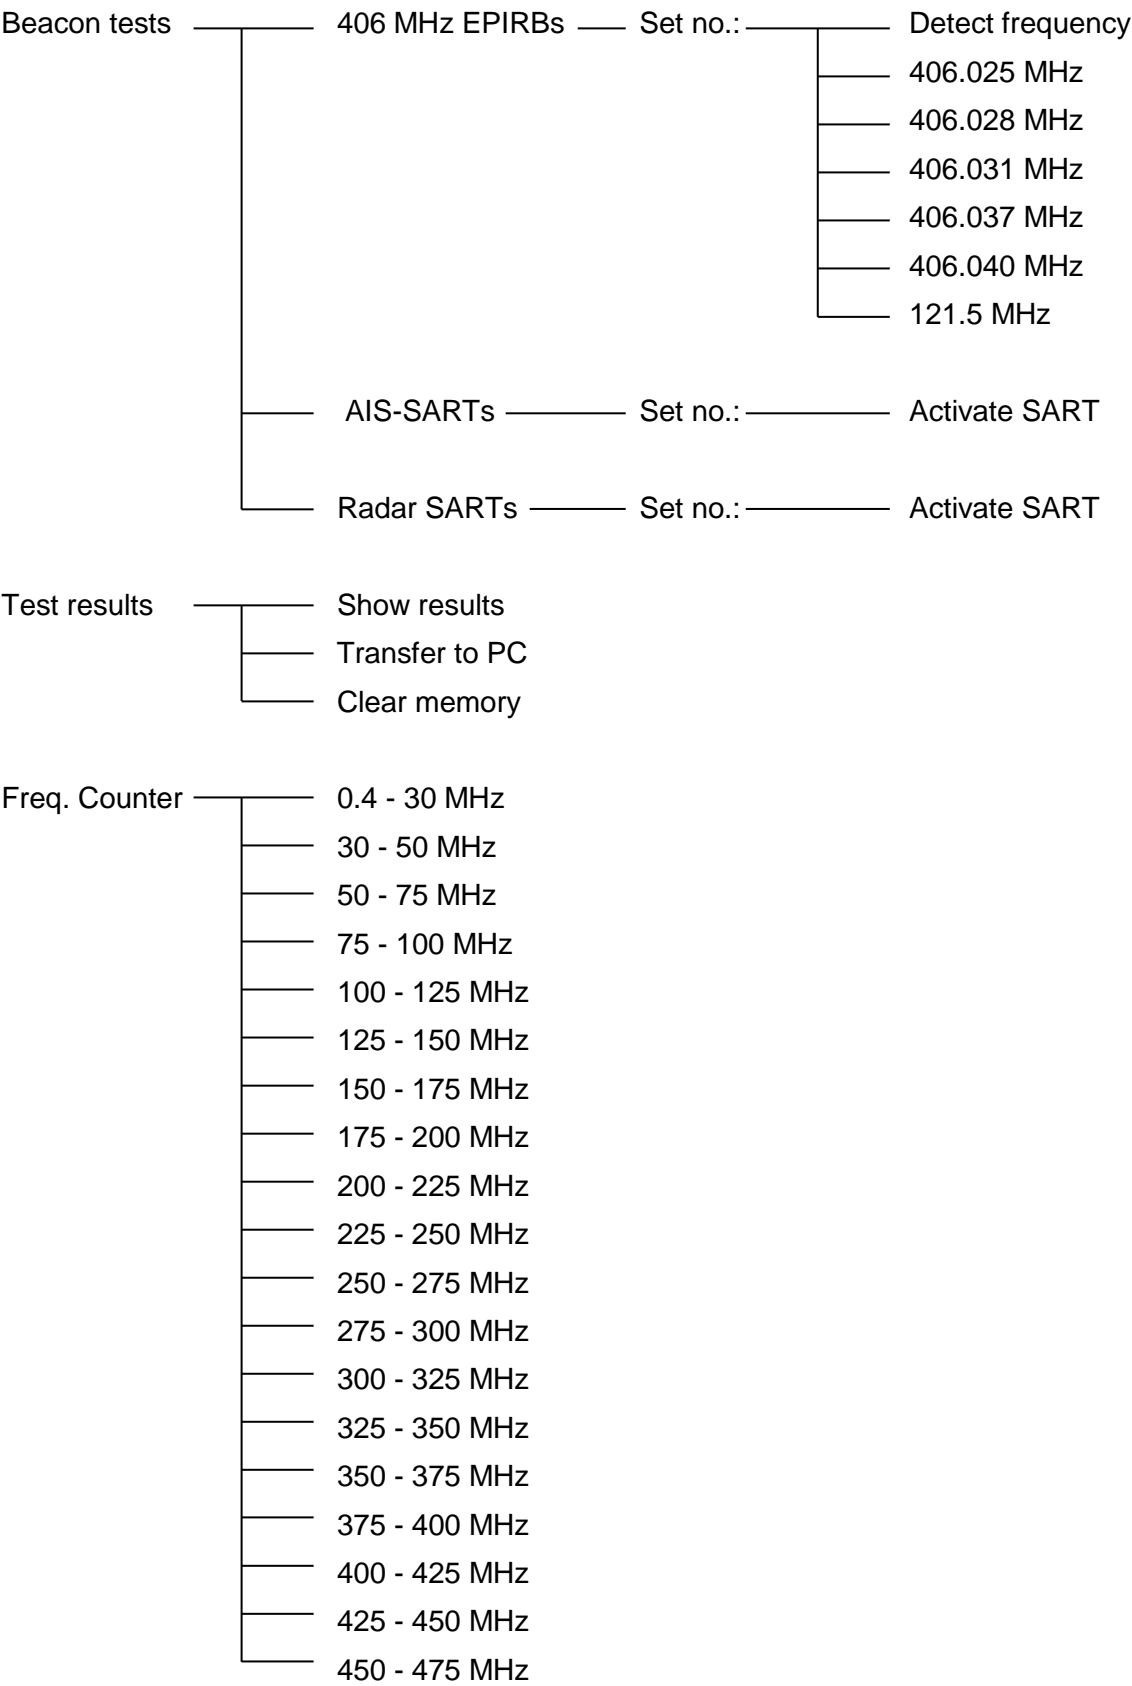 Beacon tests 406 MHz EPIRBs Set no.: Detect frequency
406.025 MHz
406.028 MHz
406.031 MHz
406.037 MHz
406.040 MHz
121.5 MHz
AIS-SARTs Set no.: Activate SART
Radar SARTs Set no.: Activate SART
Test results Show results
Transfer to PC
Clear memory
Freq. Counter 0.4 - 30 MHz
30 - 50 MHz
50 - 75 MHz
75 - 100 MHz
100 - 125 MHz
125 - 150 MHz
150 - 175 MHz
175 - 200 MHz
200 - 225 MHz
225 - 250 MHz
250 - 275 MHz
275 - 300 MHz
300 - 325 MHz
325 - 350 MHz
350 - 375 MHz
375 - 400 MHz
400 - 425 MHz
425 - 450 MHz
450 - 475 MHz